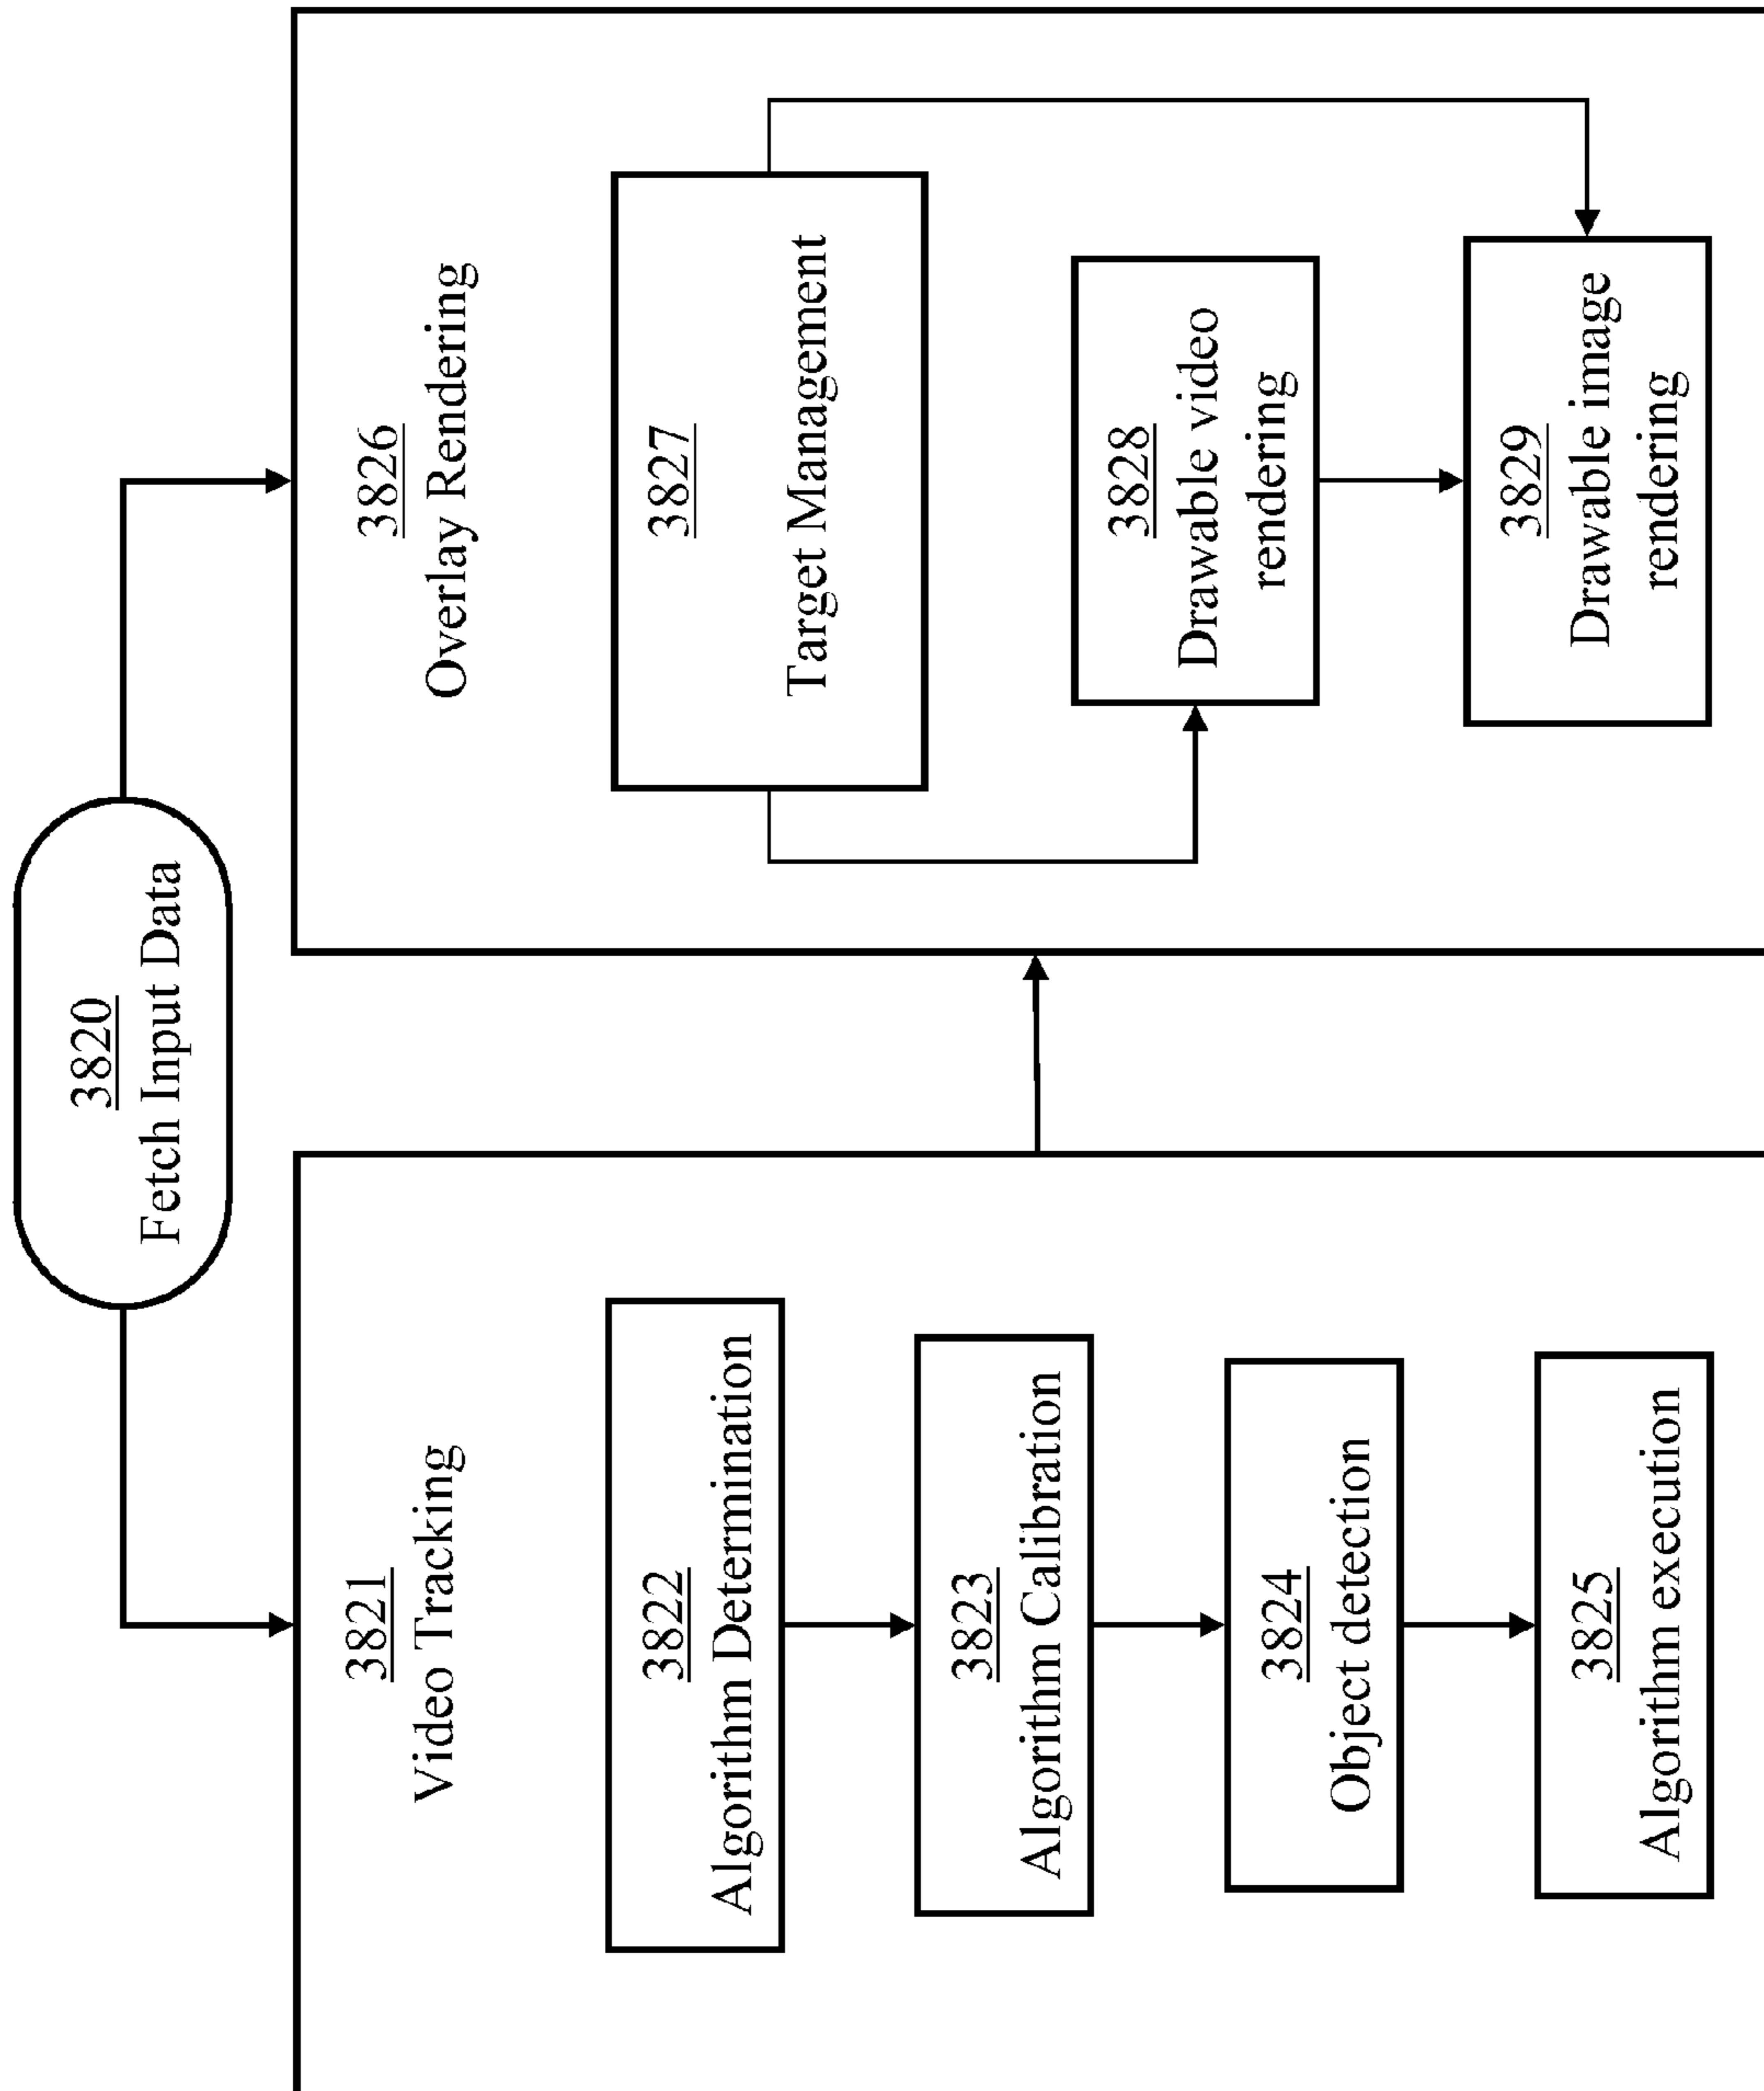 3820
Fetch Input Data
3821
Video Tracking
3822
Algorithm Determination
3823
Algorithm Calibration
3824
Object detection
3825
Algorithm execution
3826
Overlay Rendering
3827
Target Management
3828
Drawable video
rendering
3829
Drawable image
rendering